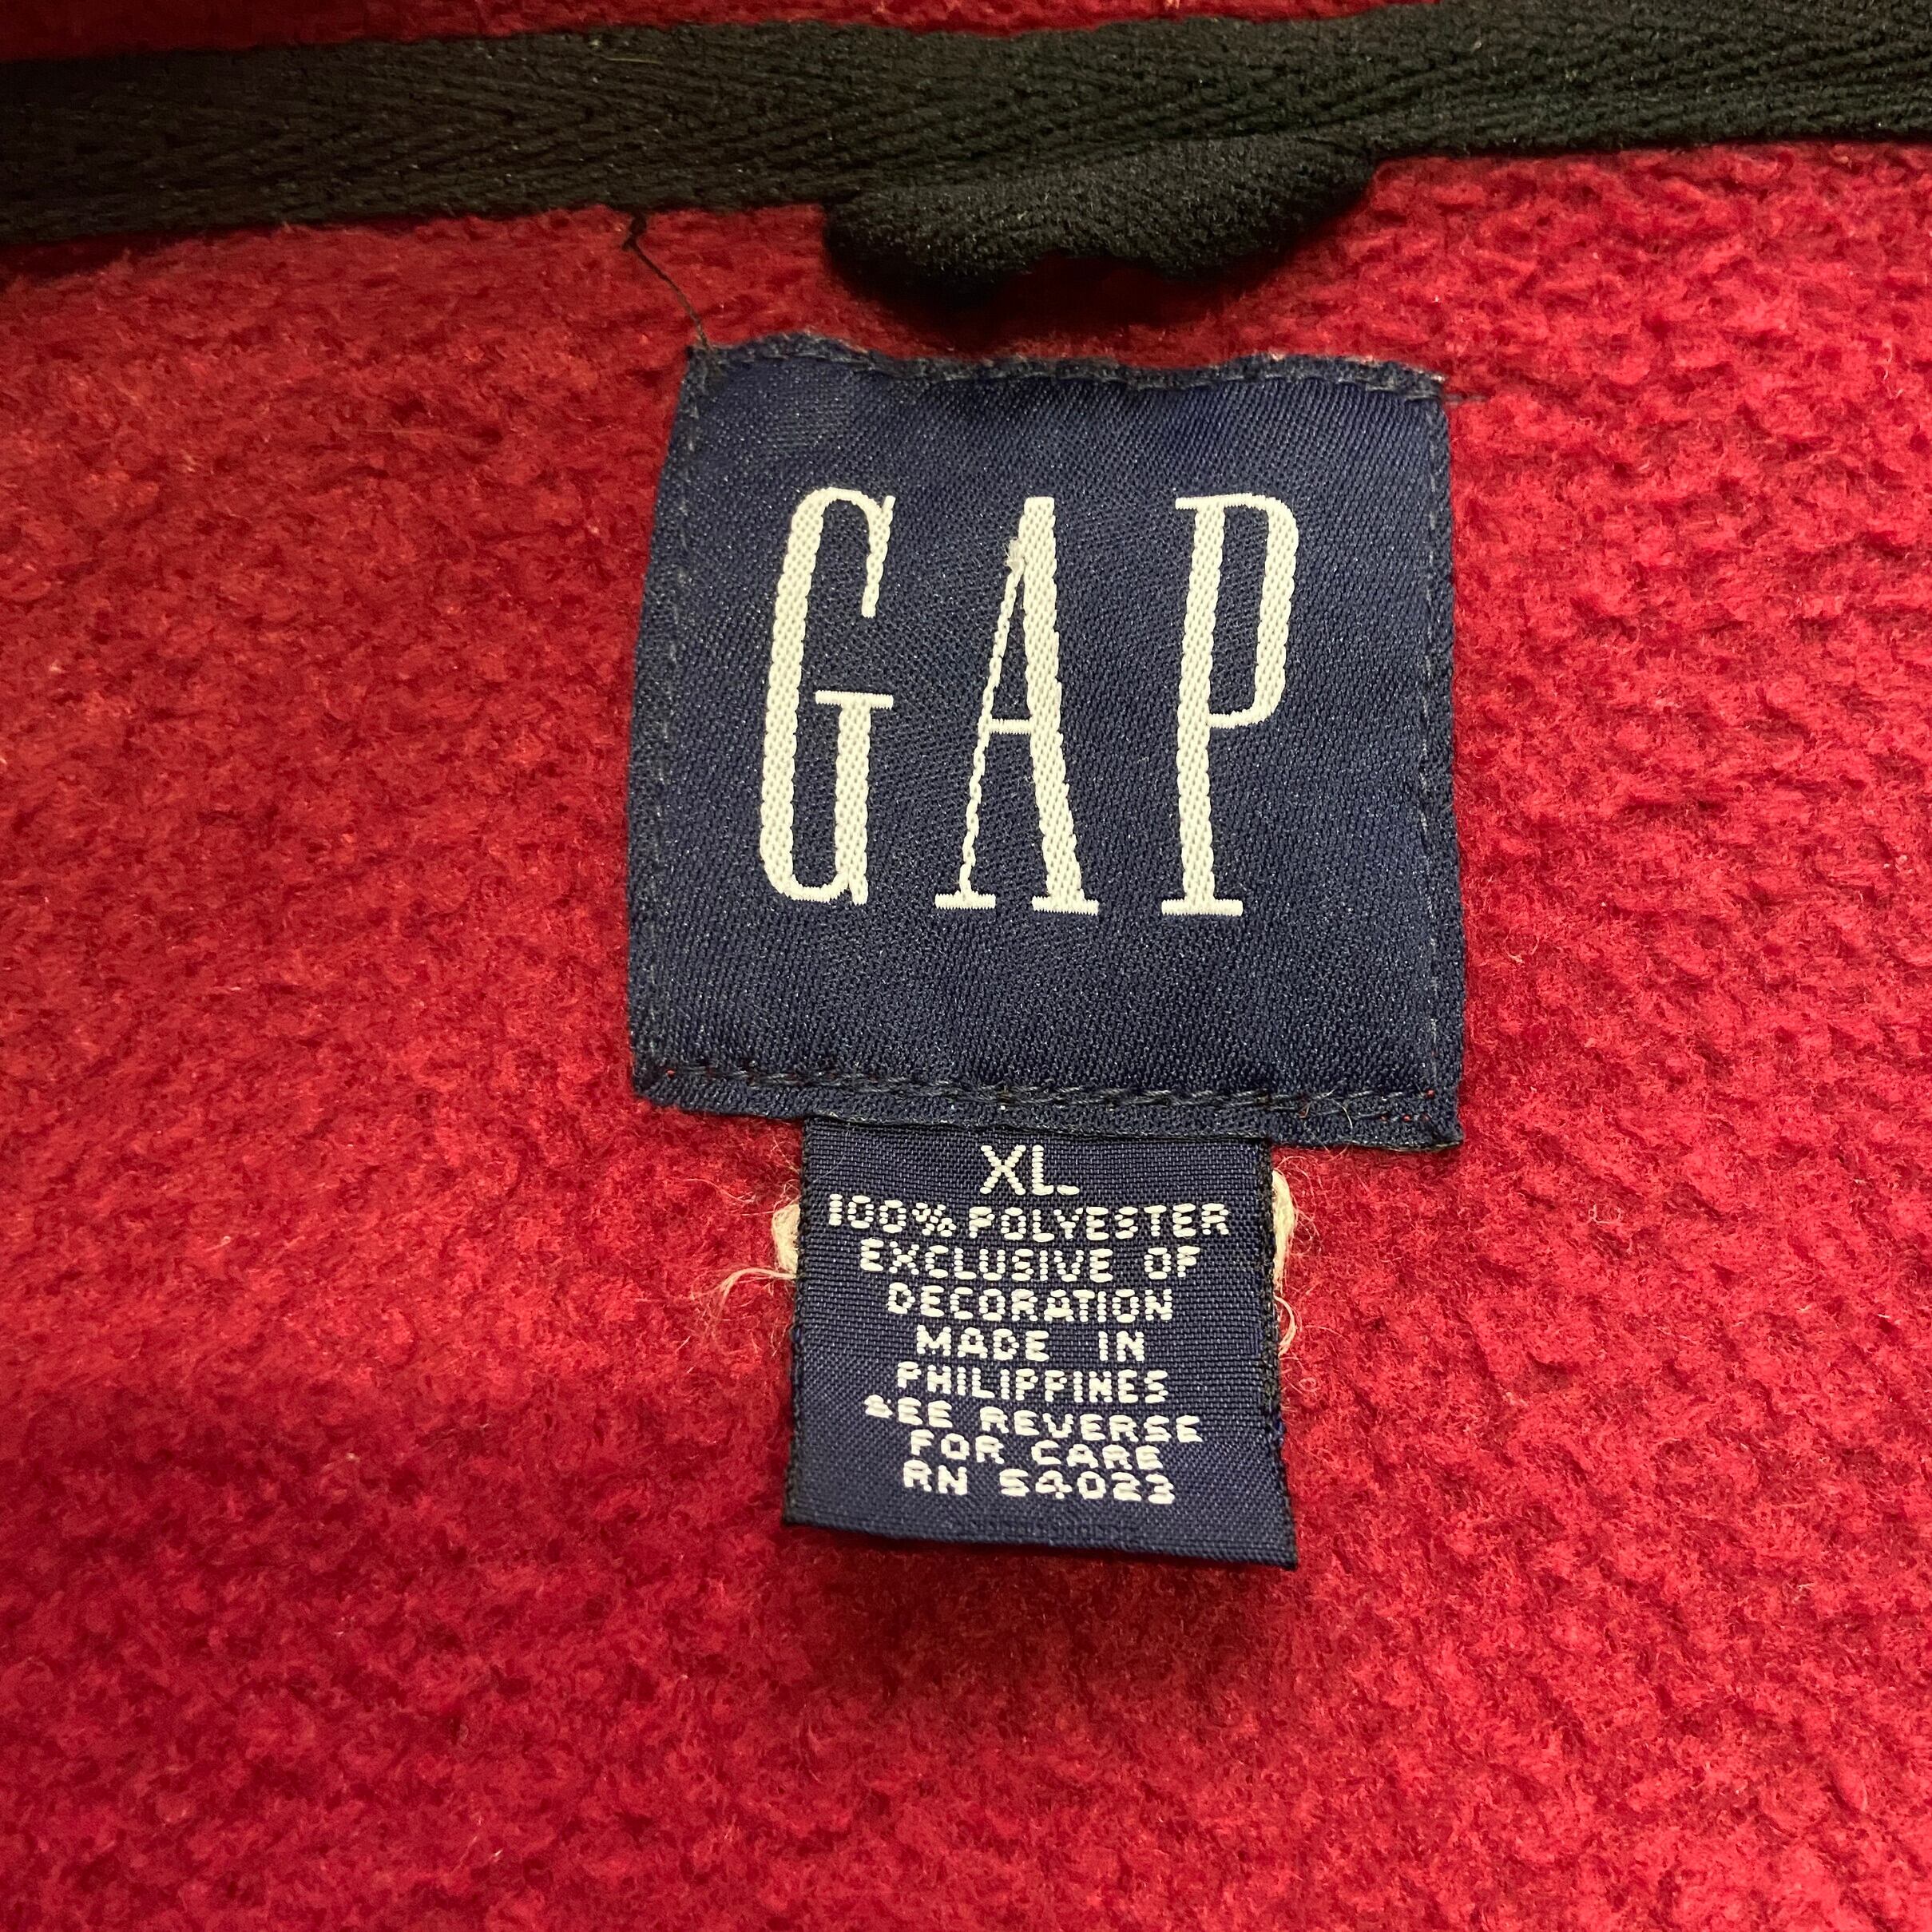 GAP
XL
100% POLYESTER
EXCLUSIVE OF
DECORATION
MADE IN
PHILIPPINES
SEE REVERSE
FOR CARE
RN 54023